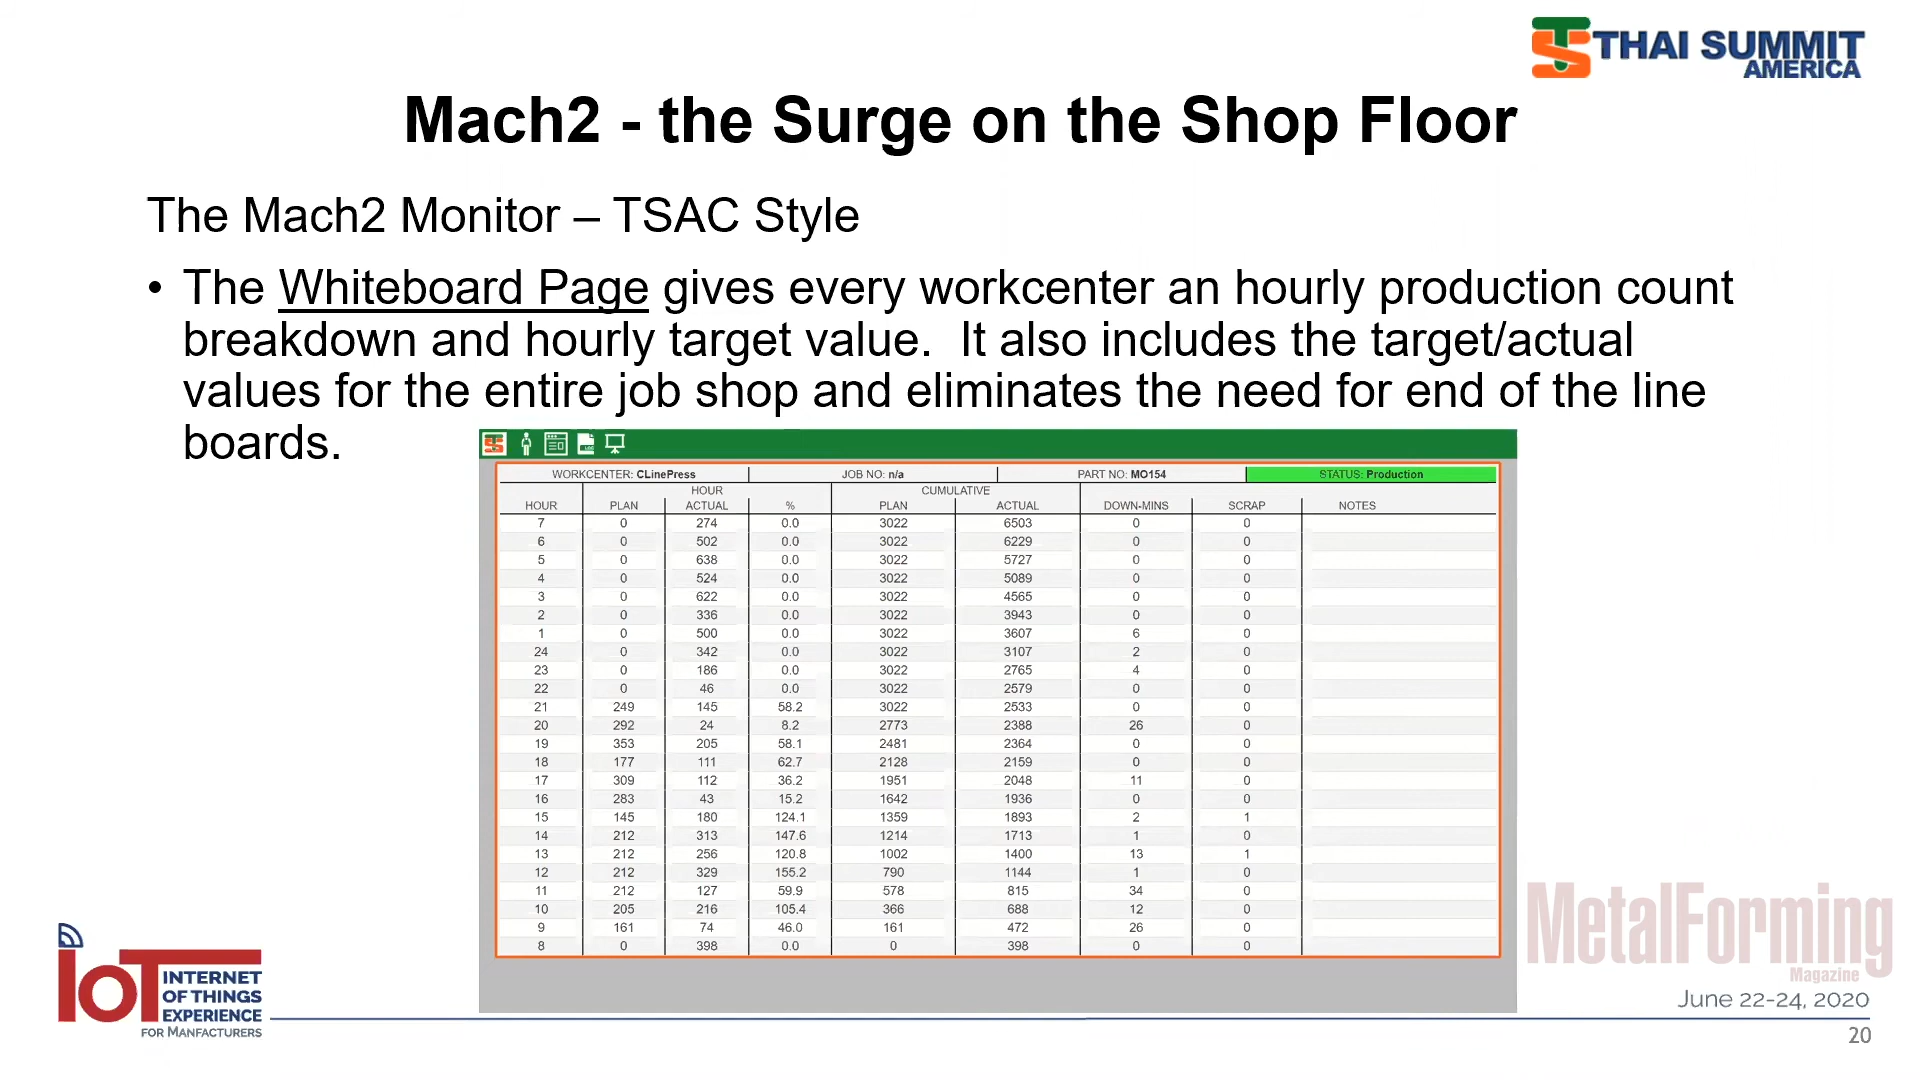 THAI SUMMIT
AMERICA
Mach2 - the Surge on the Shop Floor
The Mach2 Monitor – TSAC Style
• The Whiteboard Page gives every workcenter an hourly production count
breakdown and hourly target value. It also includes the target/actual
values for the entire job shop and eliminates the need for end of the line
boards.
WORKCENTER: CLinePress JOB NO: n/a PART NO: MO154 STATUS: Production
HOUR CUMULATIVE
HOUR PLAN ACTUAL % PLAN ACTUAL DOWN-MINS SCRAP NOTES
7 0 274 0.0 3022 6503 0 0
6 0 502 0.0 3022 6229 0 0
5 0 638 0.0 3022 5727 0 0
4 0 524 0.0 3022 5089 0 0
3 0 622 0.0 3022 4565 0 0
2 0 336 0.0 3022 3943 0 0
1 0 500 0.0 3022 3607 6 0
24 0 342 0.0 3022 3107 2 0
23 0 186 0.0 3022 2765 4 0
22 0 46 0.0 3022 2579 0 0
21 249 145 58.2 3022 2533 0 0
20 292 24 8.2 2773 2388 26 0
19 353 205 58.1 2481 2364 0 0
18 177 111 62.7 2128 2159 0 0
17 309 112 36.2 1951 2048 11 0
16 283 43 15.2 1642 1936 0 0
15 145 180 124.1 1359 1893 2 1
14 212 313 147.6 1214 1713 1 0
13 212 256 120.8 1002 1400 13 1
12 212 329 155.2 790 1144 1 0
11 212 127 59.9 578 815 34 0
10 205 216 105.4 366 688 12 0
9 161 74 46.0 161 472 26 0
8 0 398 0.0 0 398 0 0
IoT INTERNET
OF THINGS
EXPERIENCE
FOR MANFACTURERS
MetalForming
Magazine
June 22-24, 2020
20